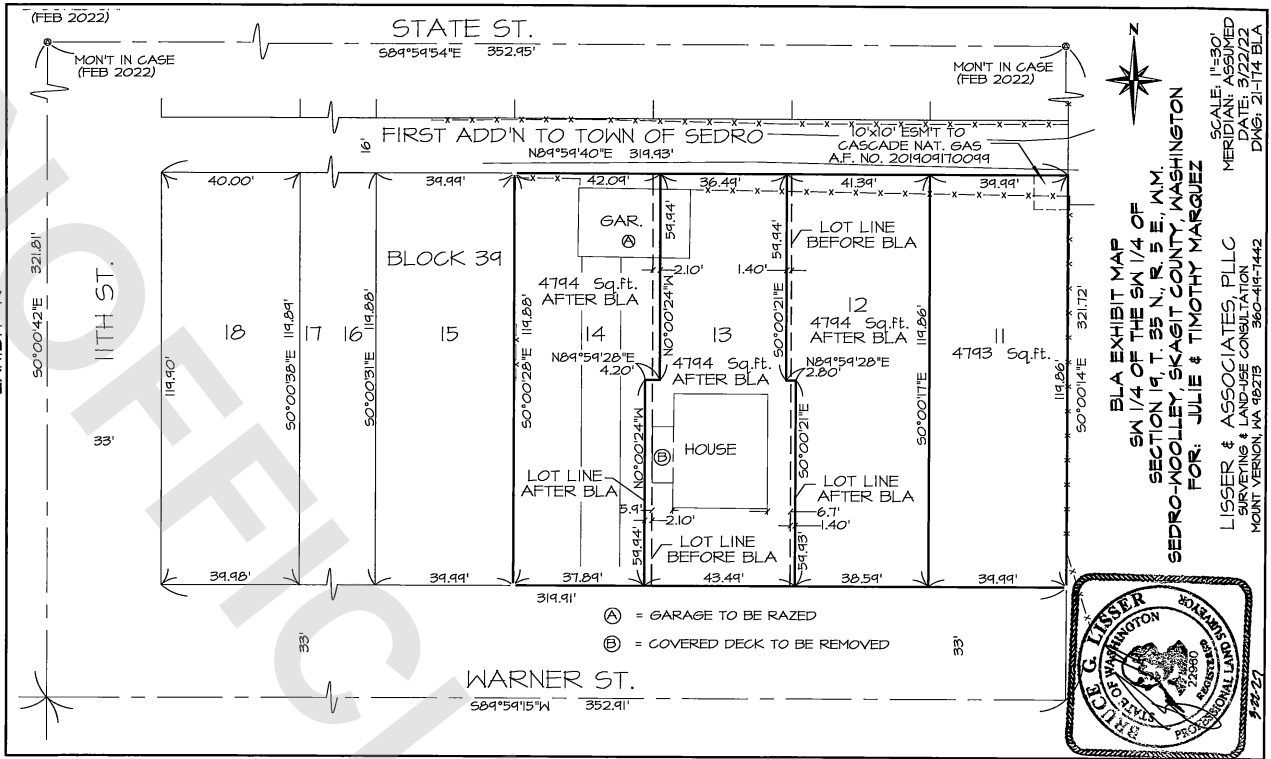 (FEB 2022)
MON'T IN CASE
(FEB 2022)
STATE ST.
S89°59'54"E 352.95'
MON'T IN CASE
(FEB 2022)
FIRST ADD'N TO TOWN OF SEDRO
16'
N89°59'40"E 319.93'
10'X10' ESM'T TO
CASCADE NAT. GAS
A.F. NO. 201909170099
40.00'
39.99'
42.09'
36.49'
41.39'
39.99'
S0°00'42"E 321.81'
11TH ST.
33'
BLOCK 39
GAR.
A
59.94'
59.94'
LOT LINE
BEFORE BLA
2.10'
1.40'
4794 Sq.ft.
AFTER BLA
N0°00'24"W
S0°00'21"E
119.90'
18
S0°00'38"E 119.89'
17
16
S0°00'31"E 119.88'
15
S0°00'28"E 119.88'
14
13
4794 Sq.ft.
AFTER BLA
12
4794 Sq.ft.
AFTER BLA
S0°00'17"E 119.86'
11
4793 Sq.ft.
119.86'
S0°00'14"E 321.72'
N89°59'28"E
4.20'
N89°59'28"E
2.80'
N0°00'24"W
59.94'
HOUSE
B
S0°00'21"E
59.93'
LOT LINE
AFTER BLA
LOT LINE
AFTER BLA
5.9'
2.10'
6.7'
1.40'
LOT LINE
BEFORE BLA
39.98'
39.99'
37.89'
43.49'
38.59'
39.99'
319.91'
A = GARAGE TO BE RAZED
B = COVERED DECK TO BE REMOVED
33'
33'
WARNER ST.
S89°59'15"W 352.91'
N
BLA EXHIBIT MAP
SW 1/4 OF THE SW 1/4 OF
SECTION 19, T. 35 N., R. 5 E., W.M.
SEDRO-WOOLLEY, SKAGIT COUNTY, WASHINGTON
FOR: JULIE & TIMOTHY MARQUEZ
LISSER & ASSOCIATES, PLLC
SURVEYING & LAND-USE CONSULTATION
MOUNT VERNON, WA 98273 360-419-7442
SCALE: 1"=30'
MERIDIAN: ASSUMED
DATE: 3/22/22
DWG: 21-174 BLA
BRUCE G. LISSER
STATE OF WASHINGTON
22960
REGISTERED
PROFESSIONAL LAND SURVEYOR